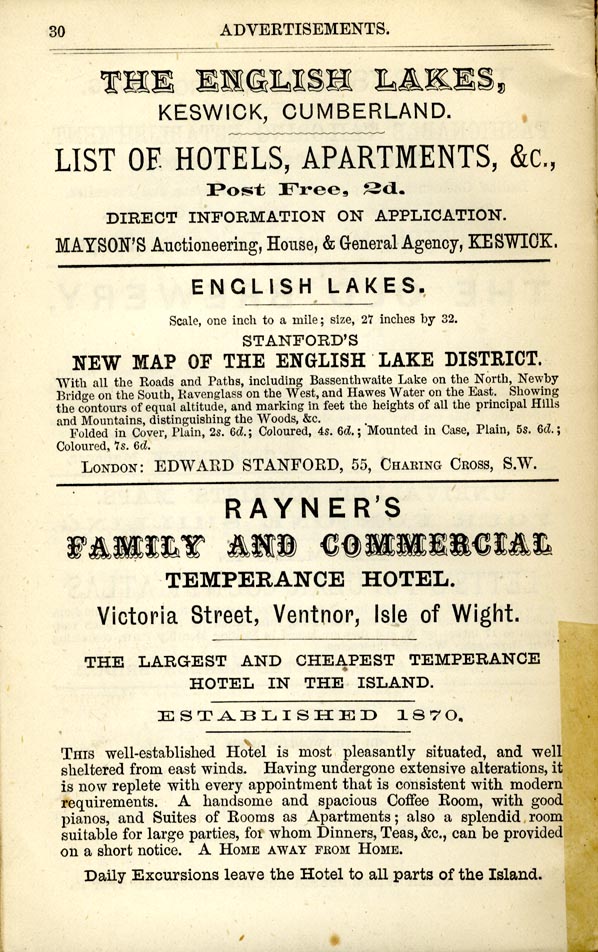 30 ADVERTISEMENTS.
THE ENGLISH LAKES,
KESWICK, CUMBERLAND.
LIST OF HOTELS, APARTMENTS, &c.,
Post Free, 2d.
DIRECT INFORMATION ON APPLICATION.
MAYSON'S Auctioneering, House, & General Agency, KESWICK.
ENGLISH LAKES.
Scale, one inch to a mile; size, 27 inches by 32.
STANFORD'S
NEW MAP OF THE ENGLISH LAKE DISTRICT.
With all the Roads and Paths, including Bassenthwaite Lake on the North, Newby
Bridge on the South, Ravenglass on the West, and Hawes Water on the East. Showing
the contours of equal altitude, and marking in feet the heights of all the principal Hills
and Mountains, distinguishing the Woods, &c.
Folded in Cover, Plain, 2s. 6d.; Coloured, 4s. 6d.; Mounted in Case, Plain, 5s. 6d.;
Coloured, 7s. 6d.
LONDON: EDWARD STANFORD, 55, CHARING CROSS, S.W.
RAYNER'S
FAMILY AND COMMERCIAL
TEMPERANCE HOTEL.
Victoria Street, Ventnor, Isle of Wight.
THE LARGEST AND CHEAPEST TEMPERANCE
HOTEL IN THE ISLAND.
ESTABLISHED 1870.
THIS well-established Hotel is most pleasantly situated, and well
sheltered from east winds. Having undergone extensive alterations, it
is now replete with every appointment that is consistent with modern
requirements. A handsome and spacious Coffee Room, with good
pianos, and Suites of Rooms as Apartments; also a splendid room
suitable for large parties, for whom Dinners, Teas, &c., can be provided
on a short notice. A HOME AWAY FROM HOME.
Daily Excursions leave the Hotel to all parts of the Island.